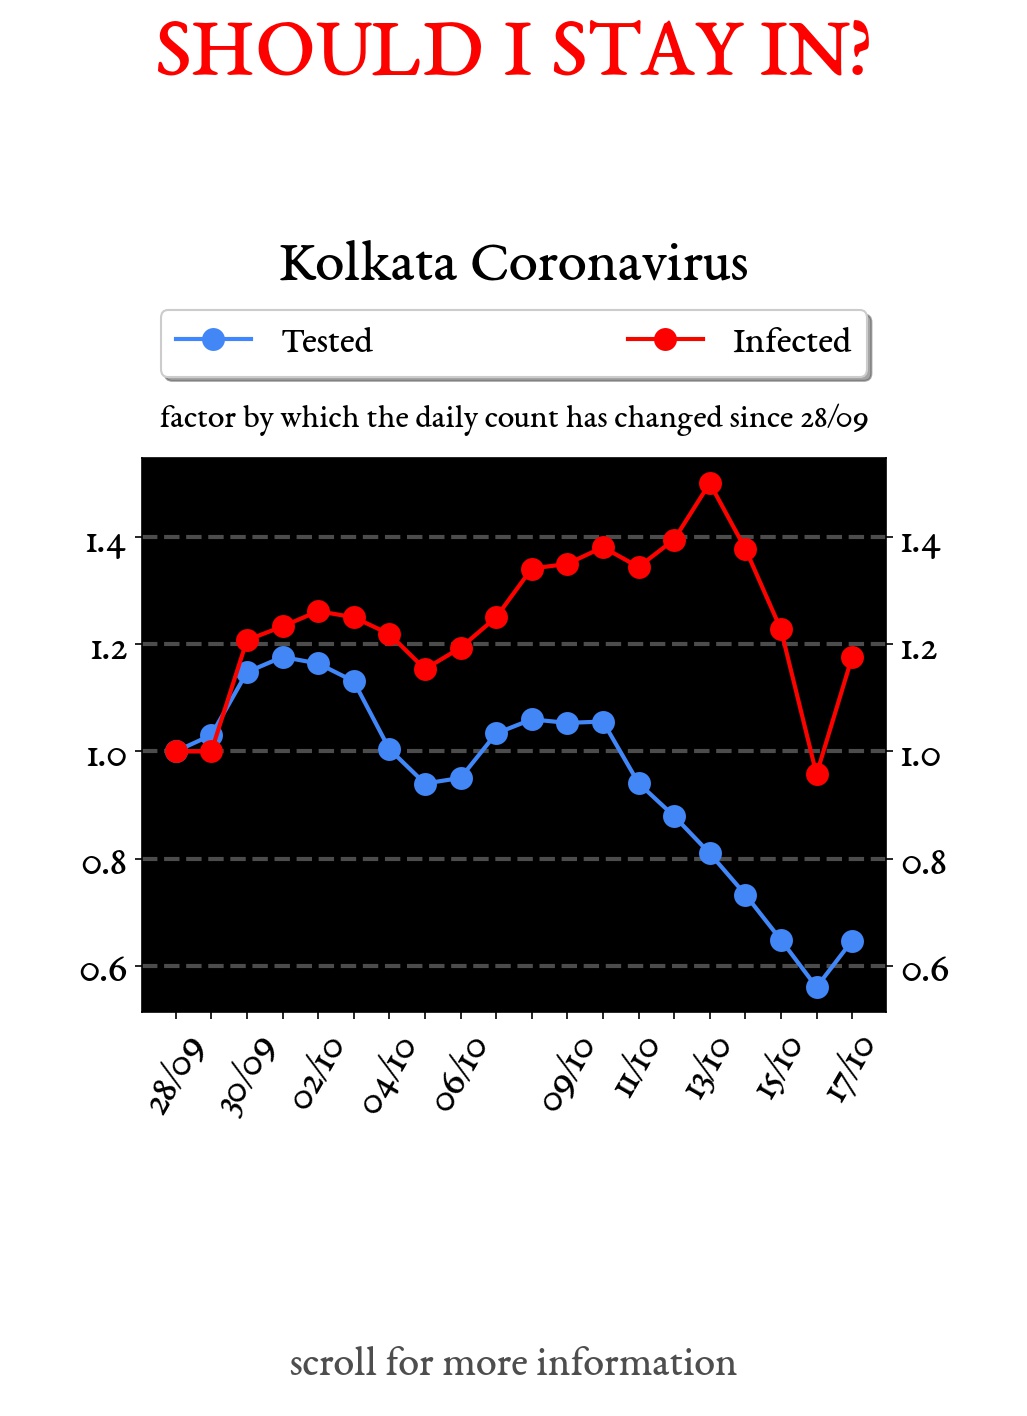 SHOULD I STAY IN?
Kolkata Coronavirus
Tested Infected
factor by which the daily count has changed since 28/09
1.4 1.4
1.2 1.2
1.0 1.0
0.8 0.8
0.6 0.6
28/09 30/09 02/10 04/10 06/10 09/10 11/10 13/10 15/10 17/10
scroll for more information